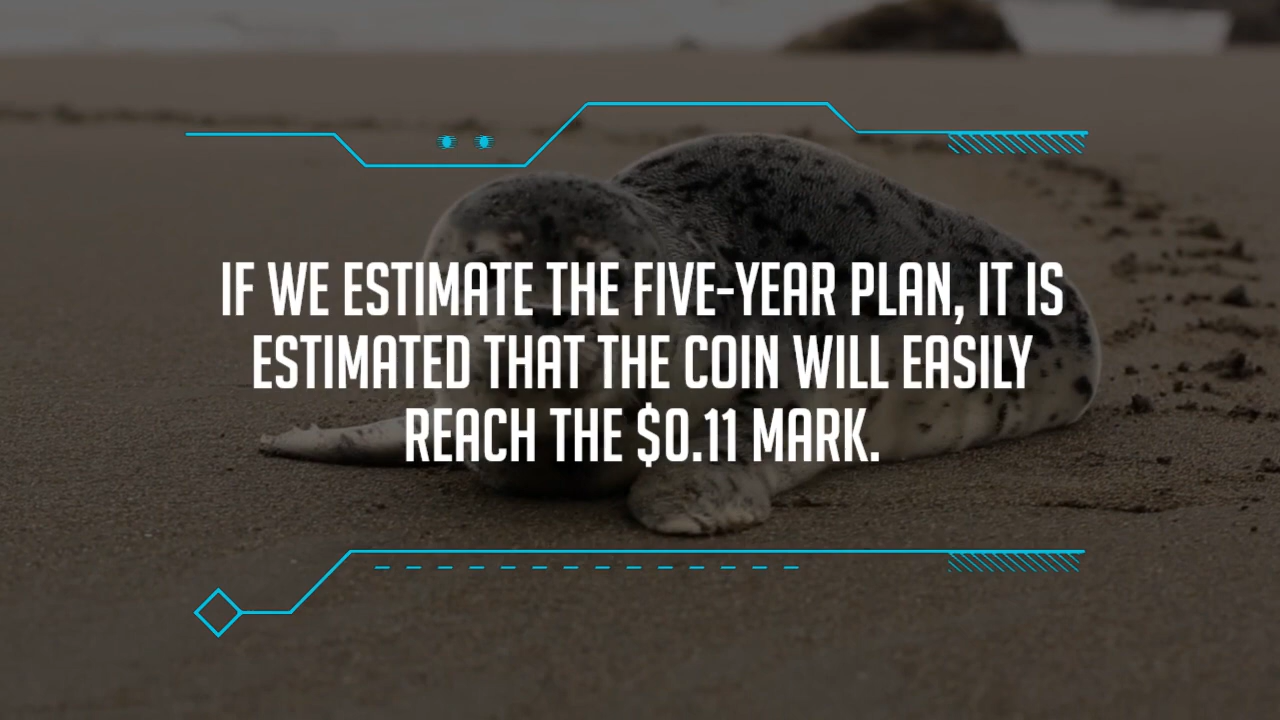 IF WE ESTIMATE THE FIVE-YEAR PLAN, IT IS
ESTIMATED THAT THE COIN WILL EASILY
REACH THE $0.11 MARK.